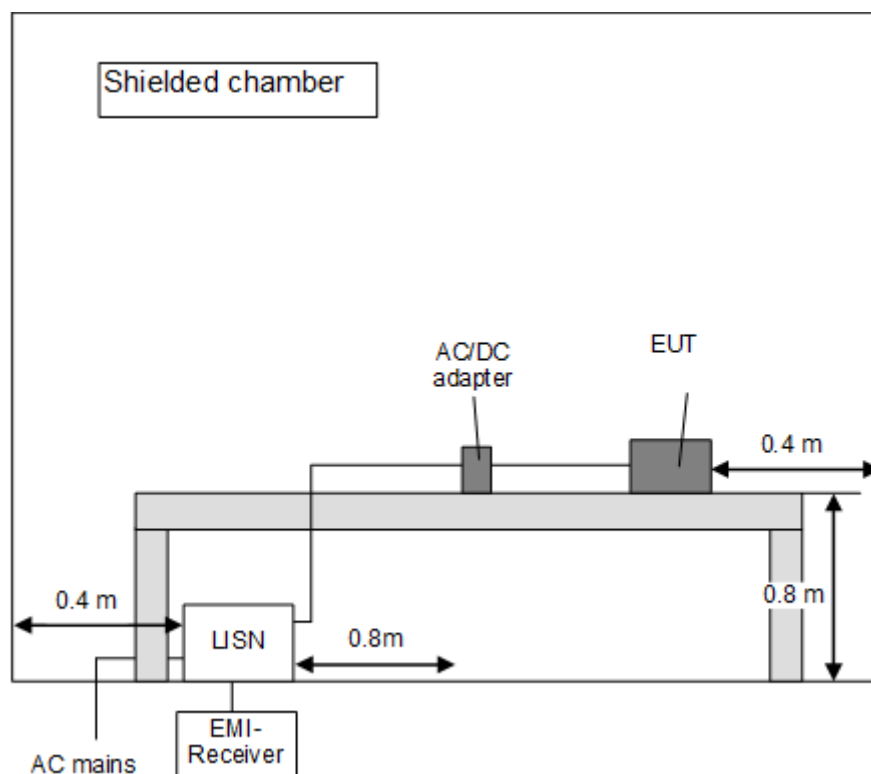 Shielded chamber
AC/DC
adapter
EUT
0.4 m
0.4 m
0.8 m
LISN
0.8m
EMI-
Receiver
AC mains